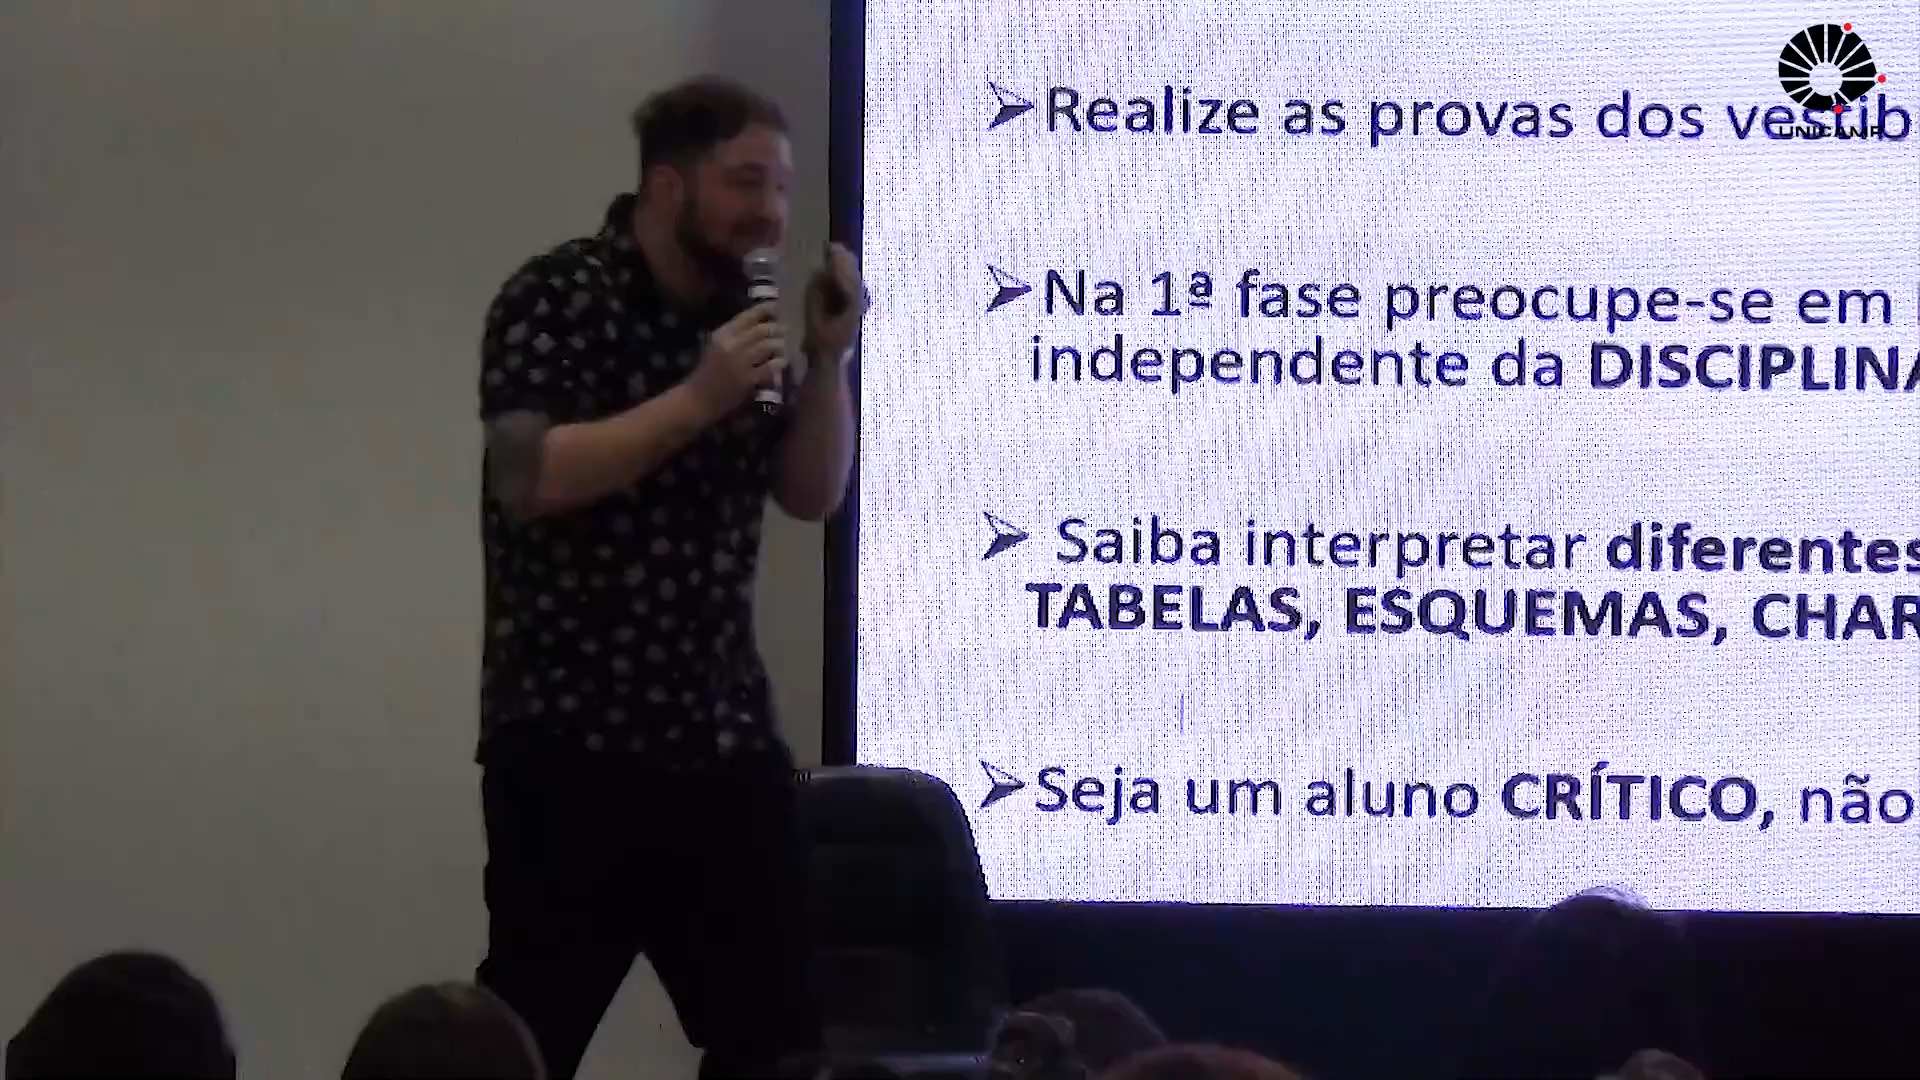 UNICAMP
Realize as provas dos vestib
Na 1ª fase preocupe-se em
independente da DISCIPLINA
Saiba interpretar diferentes
TABELAS, ESQUEMAS, CHAR
Seja um aluno CRÍTICO, não